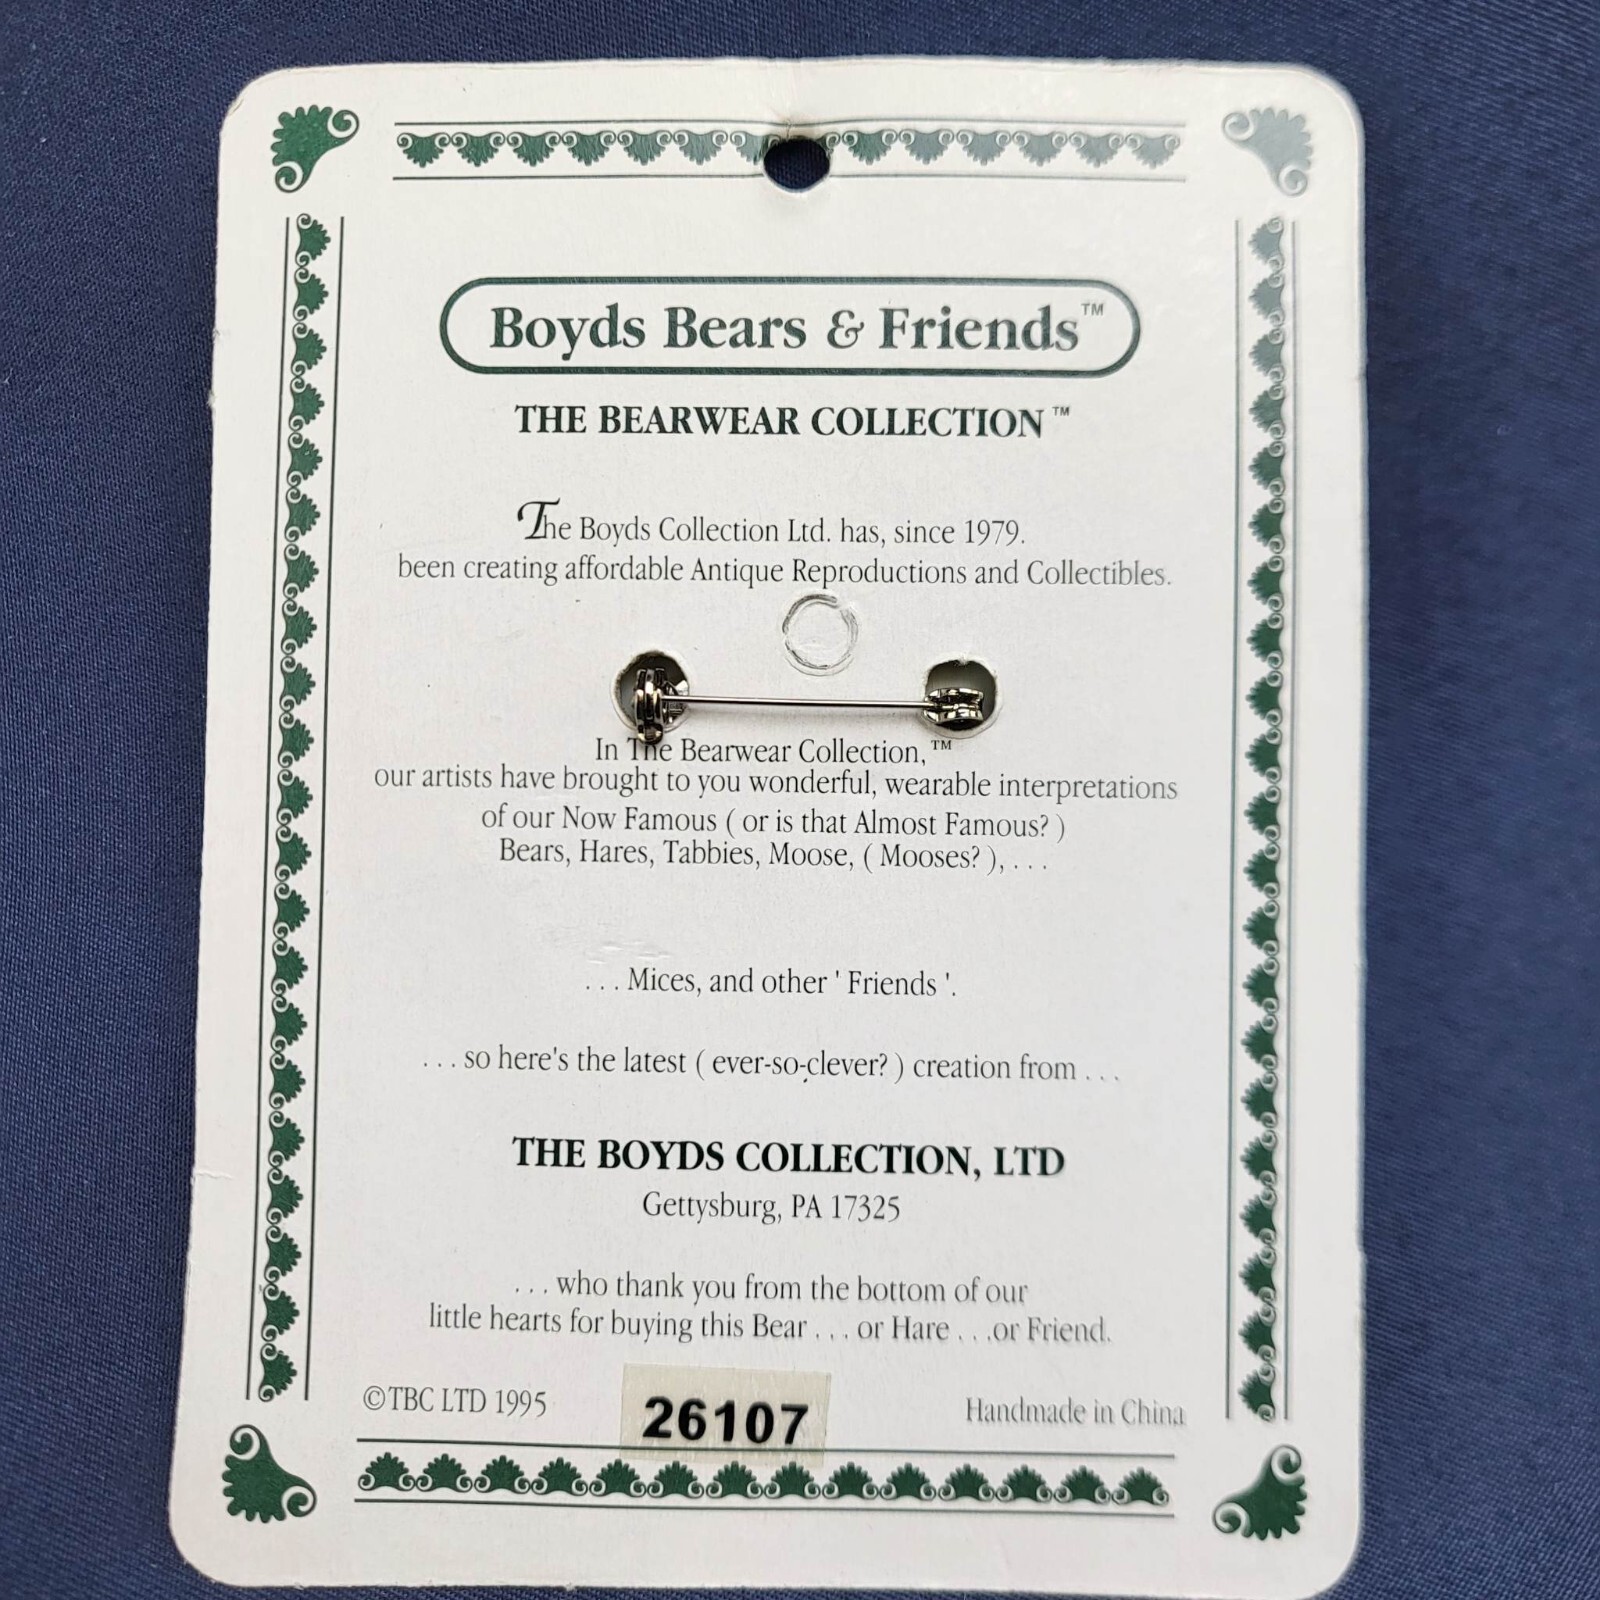 Boyds Bears & Friends™
THE BEARWEAR COLLECTION™
The Boyds Collection Ltd. has, since 1979.
been creating affordable Antique Reproductions and Collectibles.
In The Bearwear Collection,™
our artists have brought to you wonderful, wearable interpretations
of our Now Famous ( or is that Almost Famous? )
Bears, Hares, Tabbies, Moose, ( Mooses? ), . . .
. . . Mices, and other ' Friends '.
. . . so here's the latest ( ever-so-clever? ) creation from . . .
THE BOYDS COLLECTION, LTD
Gettysburg, PA 17325
. . . who thank you from the bottom of our
little hearts for buying this Bear . . . or Hare . . .or Friend.
©TBC LTD 1995
26107
Handmade in China